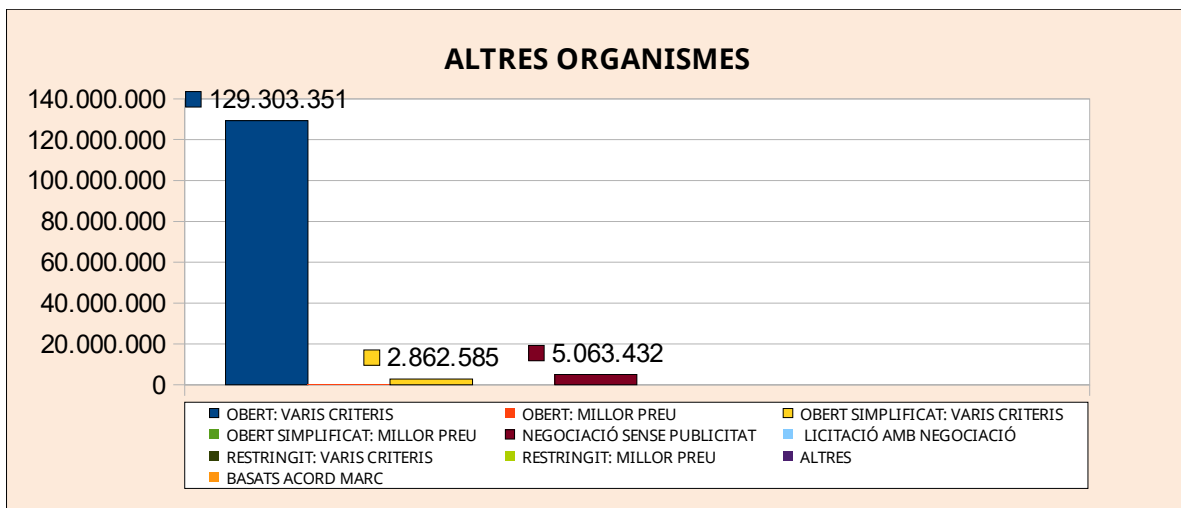 ALTRES ORGANISMES
140.000.000
129.303.351
120.000.000
100.000.000
80.000.000
60.000.000
40.000.000
20.000.000
2.862.585
5.063.432
0
OBERT: VARIS CRITERIS OBERT: MILLOR PREU OBERT SIMPLIFICAT: VARIS CRITERIS
OBERT SIMPLIFICAT: MILLOR PREU NEGOCIACIÓ SENSE PUBLICITAT LICITACIÓ AMB NEGOCIACIÓ
RESTRINGIT: VARIS CRITERIS RESTRINGIT: MILLOR PREU ALTRES
BASATS ACORD MARC